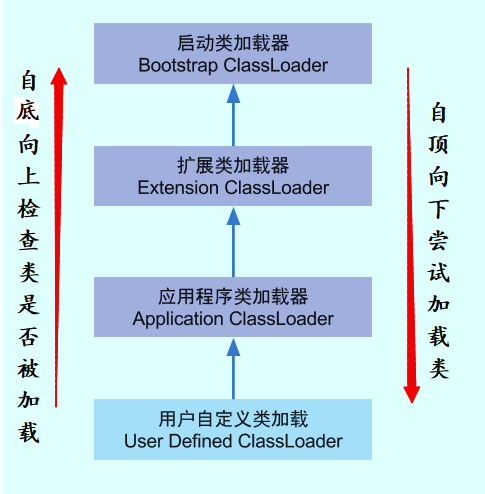 启动类加载器
Bootstrap ClassLoader
扩展类加载器
Extension ClassLoader
应用程序类加载器
Application ClassLoader
用户自定义类加载
User Defined ClassLoader
自底向上检查类是否被加载
自顶向下尝试加载类